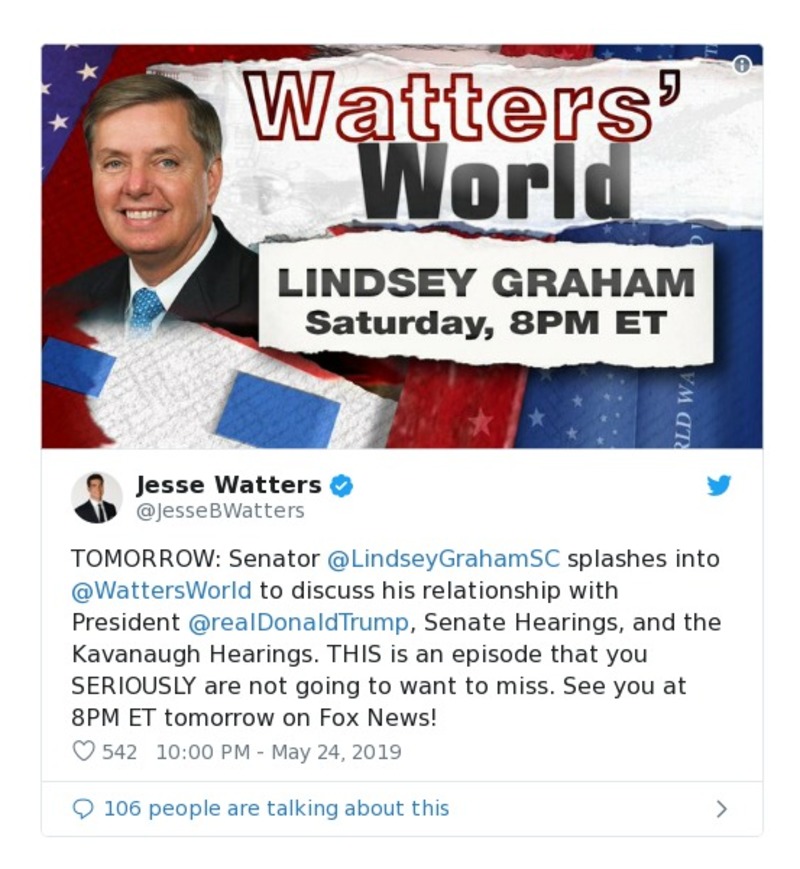 Watters'
World
LINDSEY GRAHAM
Saturday, 8PM ET
Jesse Watters
@JesseBWatters
TOMORROW: Senator @LindseyGrahamSC splashes into
@WattersWorld to discuss his relationship with
President @realDonaldTrump, Senate Hearings, and the
Kavanaugh Hearings. THIS is an episode that you
SERIOUSLY are not going to want to miss. See you at
8PM ET tomorrow on Fox News!
542 10:00 PM - May 24, 2019
106 people are talking about this